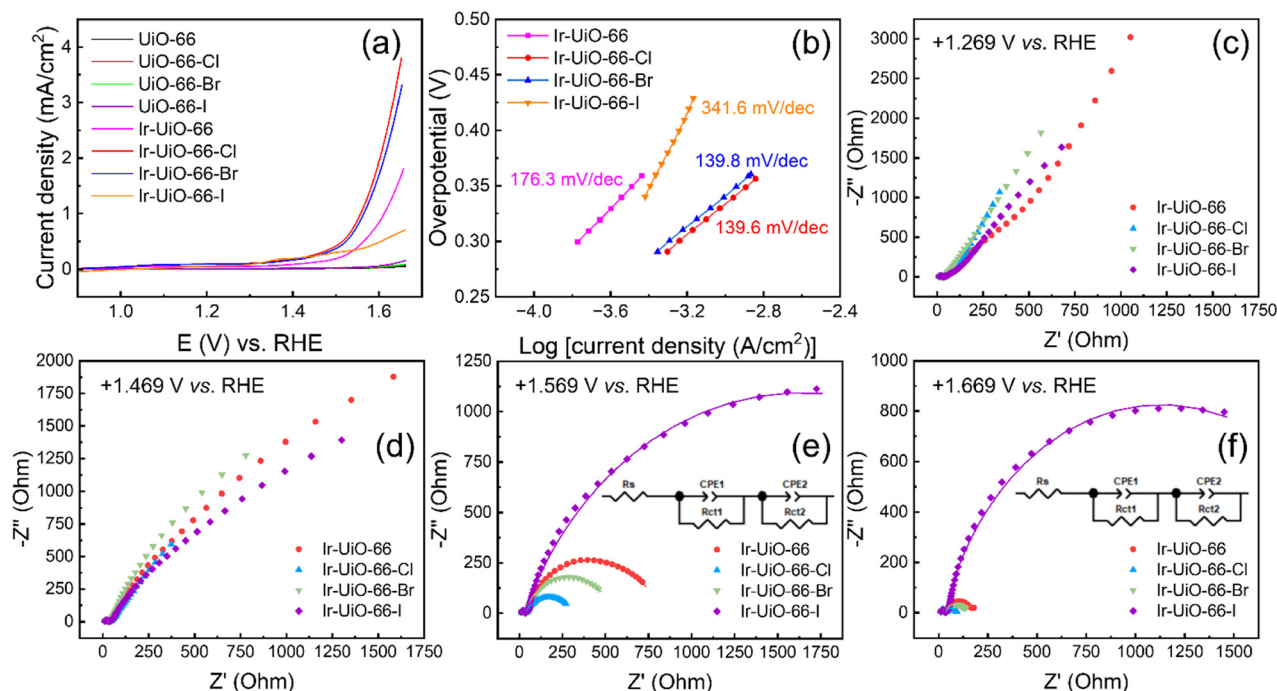 (a)
UiO-66
UiO-66-Cl
UiO-66-Br
UiO-66-I
Ir-UiO-66
Ir-UiO-66-Cl
Ir-UiO-66-Br
Ir-UiO-66-I
Current density (mA/cm²)
4
3
2
1
0
1.0 1.2 1.4 1.6
E (V) vs. RHE
(b)
Ir-UiO-66
Ir-UiO-66-Cl
Ir-UiO-66-Br
Ir-UiO-66-I
341.6 mV/dec
139.8 mV/dec
176.3 mV/dec
139.6 mV/dec
Overpotential (V)
0.50
0.45
0.40
0.35
0.30
0.25
−4.0 −3.2 −2.4
Log [current density (A/cm²)]
+1.269 V vs. RHE
(c)
Ir-UiO-66
Ir-UiO-66-Cl
Ir-UiO-66-Br
Ir-UiO-66-I
-Z" (Ohm)
3000
2500
2000
1500
1000
500
0
0 250 500 750 1000 1250 1500
Z' (Ohm)
+1.469 V vs. RHE
(d)
Ir-UiO-66
Ir-UiO-66-Cl
Ir-UiO-66-Br
Ir-UiO-66-I
-Z" (Ohm)
2000
1750
1500
1250
1000
750
500
250
0
0 250 500 750 1000 1250 1500 1750
Z' (Ohm)
+1.569 V vs. RHE
(e)
Rs CPE1 CPE2
Rct1 Rct2
Ir-UiO-66
Ir-UiO-66-Cl
Ir-UiO-66-Br
Ir-UiO-66-I
-Z" (Ohm)
1250
1000
750
500
250
0
0 250 500 750 1000 1250 1500 1750
Z' (Ohm)
+1.669 V vs. RHE
(f)
Rs CPE1 CPE2
Rct1 Rct2
Ir-UiO-66
Ir-UiO-66-Cl
Ir-UiO-66-Br
Ir-UiO-66-I
-Z" (Ohm)
1000
800
600
400
200
0
0 250 500 750 1000 1250 1500
Z' (Ohm)